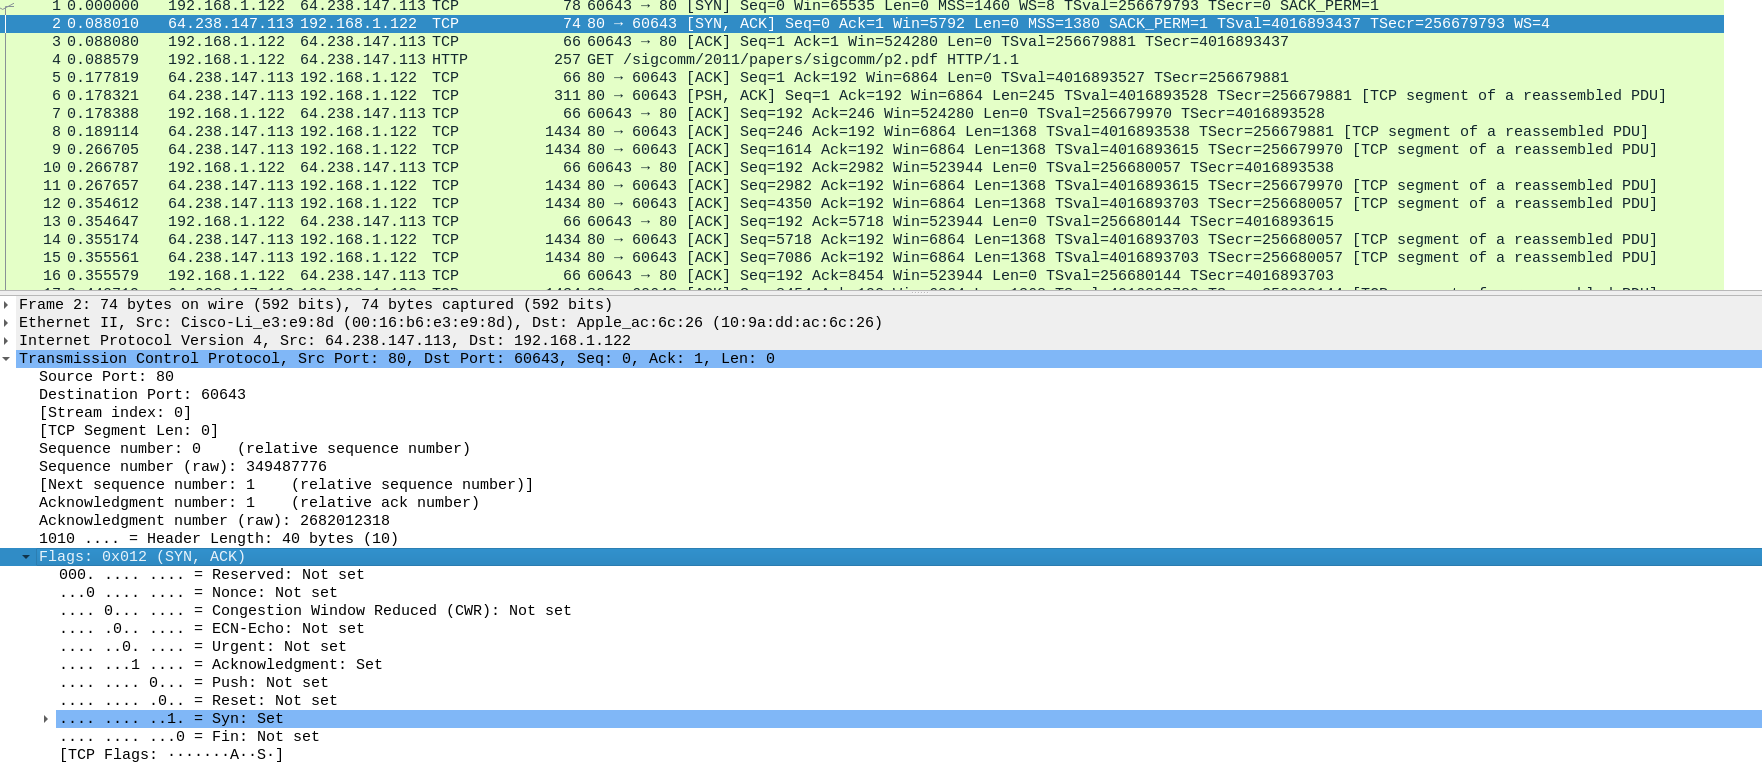 1 0.000000 192.168.1.122 64.238.147.113 TCP 78 60643 → 80 [SYN] Seq=0 Win=65535 Len=0 MSS=1460 WS=8 TSval=256679793 TSecr=0 SACK_PERM=1
2 0.088010 64.238.147.113 192.168.1.122 TCP 74 80 → 60643 [SYN, ACK] Seq=0 Ack=1 Win=5792 Len=0 MSS=1380 SACK_PERM=1 TSval=4016893437 TSecr=256679793 WS=4
3 0.088080 192.168.1.122 64.238.147.113 TCP 66 60643 → 80 [ACK] Seq=1 Ack=1 Win=524280 Len=0 TSval=256679881 TSecr=4016893437
4 0.088579 192.168.1.122 64.238.147.113 HTTP 257 GET /sigcomm/2011/papers/sigcomm/p2.pdf HTTP/1.1
5 0.177819 64.238.147.113 192.168.1.122 TCP 66 80 → 60643 [ACK] Seq=1 Ack=192 Win=6864 Len=0 TSval=4016893527 TSecr=256679881
6 0.178321 64.238.147.113 192.168.1.122 TCP 311 80 → 60643 [PSH, ACK] Seq=1 Ack=192 Win=6864 Len=245 TSval=4016893528 TSecr=256679881 [TCP segment of a reassembled PDU]
7 0.178388 192.168.1.122 64.238.147.113 TCP 66 60643 → 80 [ACK] Seq=192 Ack=246 Win=524280 Len=0 TSval=256679970 TSecr=4016893528
8 0.189114 64.238.147.113 192.168.1.122 TCP 1434 80 → 60643 [ACK] Seq=246 Ack=192 Win=6864 Len=1368 TSval=4016893538 TSecr=256679881 [TCP segment of a reassembled PDU]
9 0.266705 64.238.147.113 192.168.1.122 TCP 1434 80 → 60643 [ACK] Seq=1614 Ack=192 Win=6864 Len=1368 TSval=4016893615 TSecr=256679970 [TCP segment of a reassembled PDU]
10 0.266787 192.168.1.122 64.238.147.113 TCP 66 60643 → 80 [ACK] Seq=192 Ack=2982 Win=523944 Len=0 TSval=256680057 TSecr=4016893538
11 0.267657 64.238.147.113 192.168.1.122 TCP 1434 80 → 60643 [ACK] Seq=2982 Ack=192 Win=6864 Len=1368 TSval=4016893615 TSecr=256679970 [TCP segment of a reassembled PDU]
12 0.354612 64.238.147.113 192.168.1.122 TCP 1434 80 → 60643 [ACK] Seq=4350 Ack=192 Win=6864 Len=1368 TSval=4016893703 TSecr=256680057 [TCP segment of a reassembled PDU]
13 0.354647 192.168.1.122 64.238.147.113 TCP 66 60643 → 80 [ACK] Seq=192 Ack=5718 Win=523944 Len=0 TSval=256680144 TSecr=4016893615
14 0.355174 64.238.147.113 192.168.1.122 TCP 1434 80 → 60643 [ACK] Seq=5718 Ack=192 Win=6864 Len=1368 TSval=4016893703 TSecr=256680057 [TCP segment of a reassembled PDU]
15 0.355561 64.238.147.113 192.168.1.122 TCP 1434 80 → 60643 [ACK] Seq=7086 Ack=192 Win=6864 Len=1368 TSval=4016893703 TSecr=256680057 [TCP segment of a reassembled PDU]
16 0.355579 192.168.1.122 64.238.147.113 TCP 66 60643 → 80 [ACK] Seq=192 Ack=8454 Win=523944 Len=0 TSval=256680144 TSecr=4016893703
Frame 2: 74 bytes on wire (592 bits), 74 bytes captured (592 bits)
Ethernet II, Src: Cisco-Li_e3:e9:8d (00:16:b6:e3:e9:8d), Dst: Apple_ac:6c:26 (10:9a:dd:ac:6c:26)
Internet Protocol Version 4, Src: 64.238.147.113, Dst: 192.168.1.122
Transmission Control Protocol, Src Port: 80, Dst Port: 60643, Seq: 0, Ack: 1, Len: 0
Source Port: 80
Destination Port: 60643
[Stream index: 0]
[TCP Segment Len: 0]
Sequence number: 0    (relative sequence number)
Sequence number (raw): 349487776
[Next sequence number: 1    (relative sequence number)]
Acknowledgment number: 1    (relative ack number)
Acknowledgment number (raw): 2682012318
1010 .... = Header Length: 40 bytes (10)
Flags: 0x012 (SYN, ACK)
000. .... .... = Reserved: Not set
...0 .... .... = Nonce: Not set
.... 0... .... = Congestion Window Reduced (CWR): Not set
.... .0.. .... = ECN-Echo: Not set
.... ..0. .... = Urgent: Not set
.... ...1 .... = Acknowledgment: Set
.... .... 0... = Push: Not set
.... .... .0.. = Reset: Not set
.... .... ..1. = Syn: Set
.... .... ...0 = Fin: Not set
[TCP Flags: ·······A··S·]